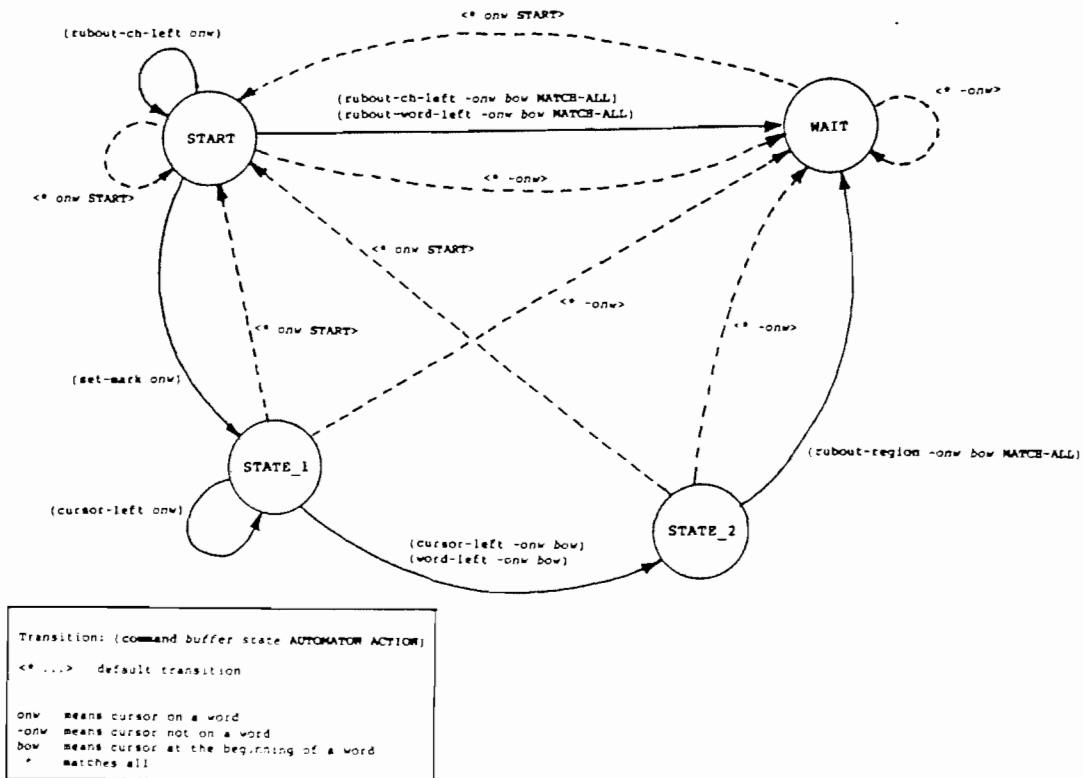 <* onw START>
(rubout-ch-left onw)
(rubout-ch-left -onw bow MATCH-ALL)
(rubout-word-left -onw bow MATCH-ALL)
<* -onw>
START
WAIT
<* -onw>
<* onw START>
<* onw START>
<* -onw>
<* onw START>
<* -onw>
(set-mark onw)
(rubout-region -onw bow MATCH-ALL)
STATE_1
(cursor-left onw)
STATE_2
(cursor-left -onw bow)
(word-left -onw bow)
Transition: (command buffer state AUTOMATON ACTION)
<* ...> default transition
onw means cursor on a word
-onw means cursor not on a word
bow means cursor at the beginning of a word
* matches all